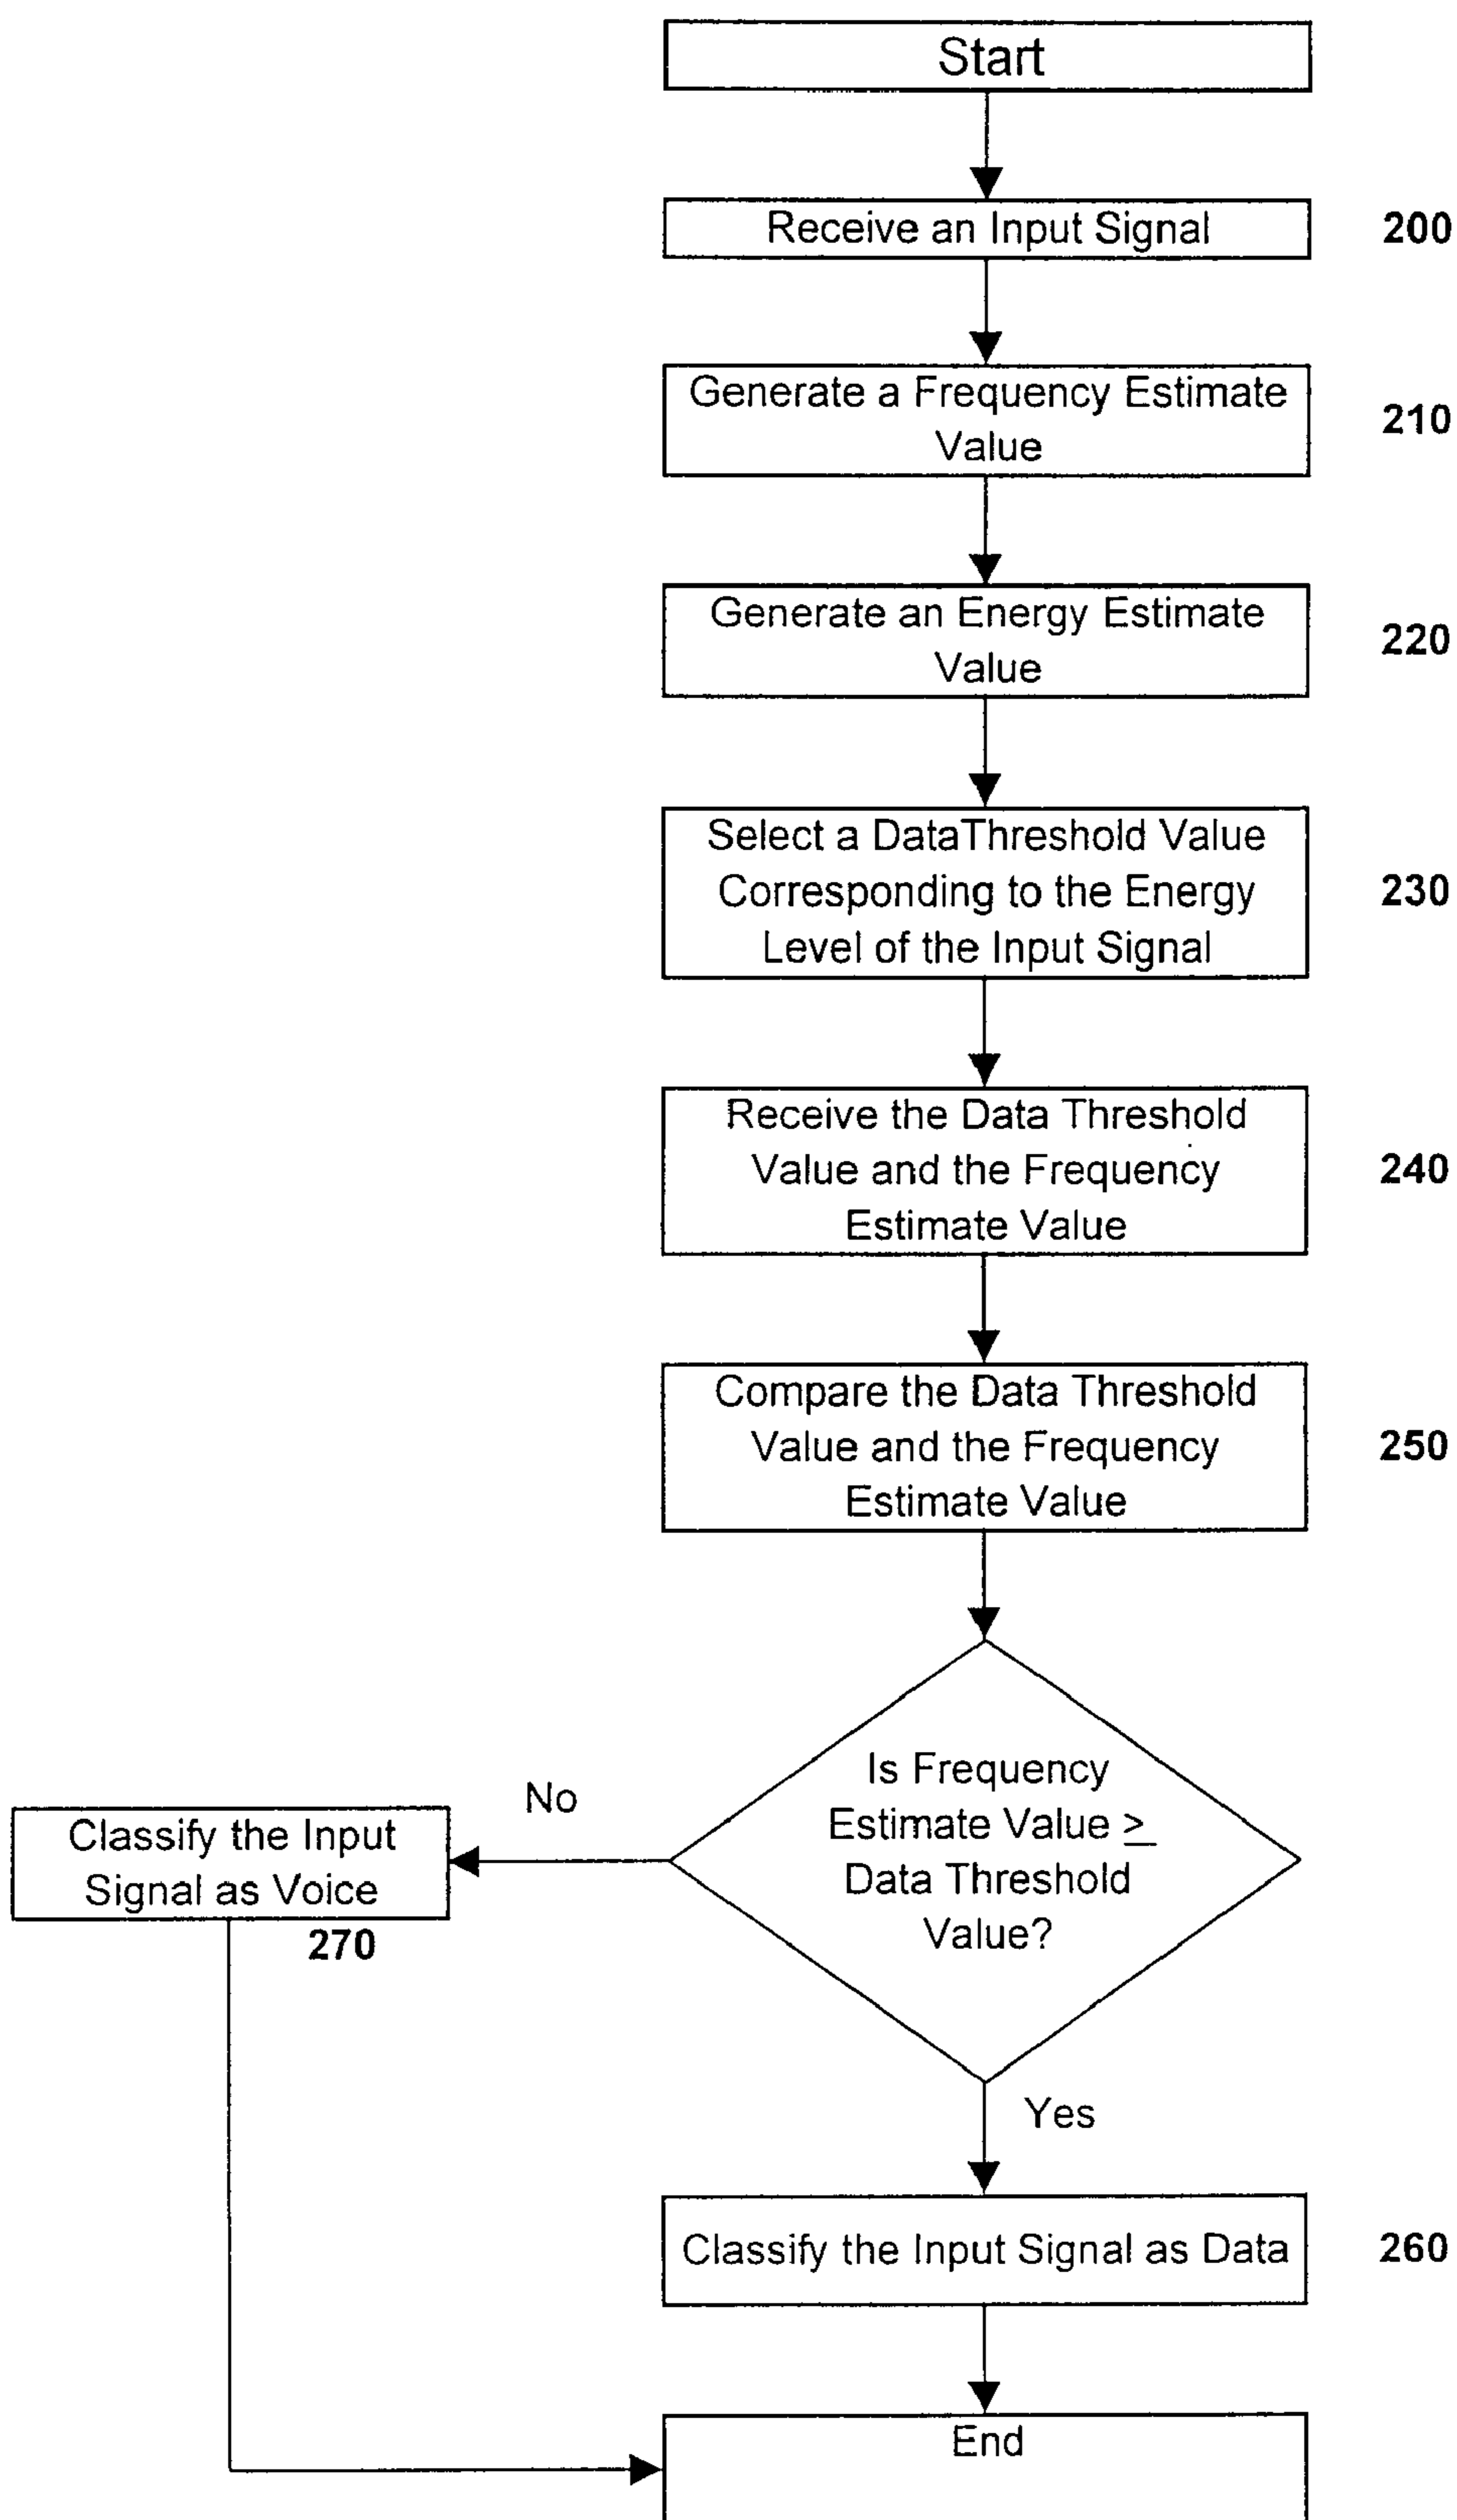 Start
Receive an Input Signal
200
Generate a Frequency Estimate
Value
210
Generate an Energy Estimate
Value
220
Select a DataThreshold Value
Corresponding to the Energy
Level of the Input Signal
230
Receive the Data Threshold
Value and the Frequency
Estimate Value
240
Compare the Data Threshold
Value and the Frequency
Estimate Value
250
Is Frequency
Estimate Value ≥
Data Threshold
Value?
No
Classify the Input
Signal as Voice
270
Yes
Classify the Input Signal as Data
260
End